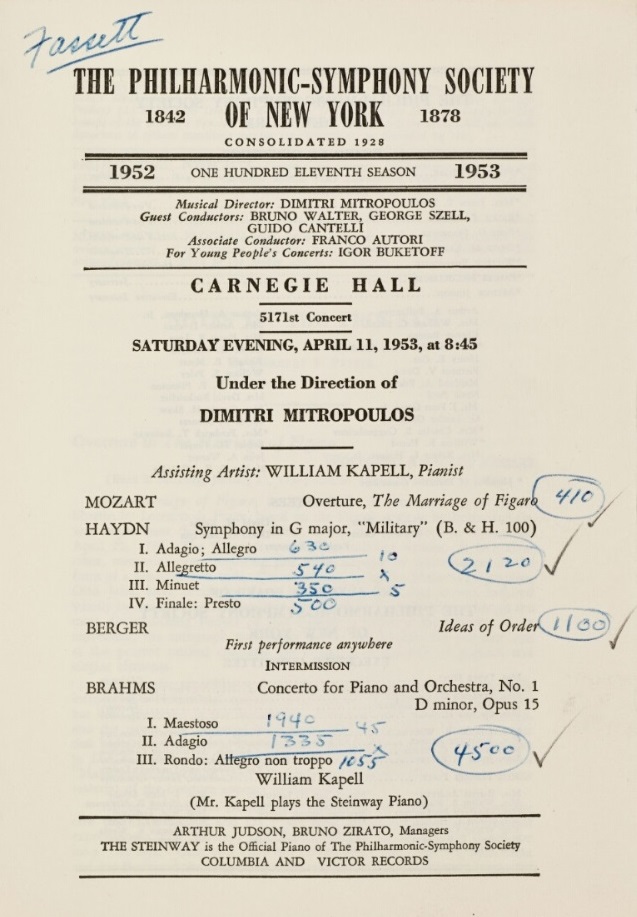 Fassett
THE PHILHARMONIC-SYMPHONY SOCIETY
1842 OF NEW YORK 1878
CONSOLIDATED 1928
1952 ONE HUNDRED ELEVENTH SEASON 1953
Musical Director: DIMITRI MITROPOULOS
Guest Conductors: BRUNO WALTER, GEORGE SZELL,
GUIDO CANTELLI
Associate Conductor: FRANCO AUTORI
For Young People's Concerts: IGOR BUKETOFF
CARNEGIE HALL
5171st Concert
SATURDAY EVENING, APRIL 11, 1953, at 8:45
Under the Direction of
DIMITRI MITROPOULOS
Assisting Artist: WILLIAM KAPELL, Pianist
MOZART Overture, The Marriage of Figaro 410
HAYDN Symphony in G major, "Military" (B. & H. 100)
I. Adagio; Allegro 630 10
II. Allegretto 540 x 2120
III. Minuet 350 5
IV. Finale: Presto 500
BERGER Ideas of Order 1100
First performance anywhere
INTERMISSION
BRAHMS Concerto for Piano and Orchestra, No. 1
D minor, Opus 15
I. Maestoso 1940 45
II. Adagio 1335 x 4500
III. Rondo: Allegro non troppo 1055
William Kapell
(Mr. Kapell plays the Steinway Piano)
ARTHUR JUDSON, BRUNO ZIRATO, Managers
THE STEINWAY is the Official Piano of The Philharmonic-Symphony Society
COLUMBIA AND VICTOR RECORDS